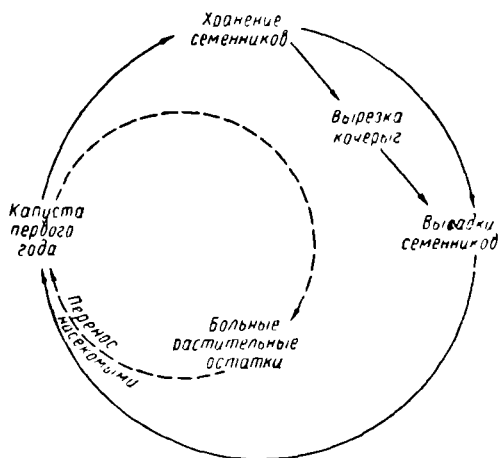 Хранение
семенников
Вырезка
кочерыг
Капуста
первого
года
Высадки
семенников
Больные
растительные
остатки
Перенос
насекомыми